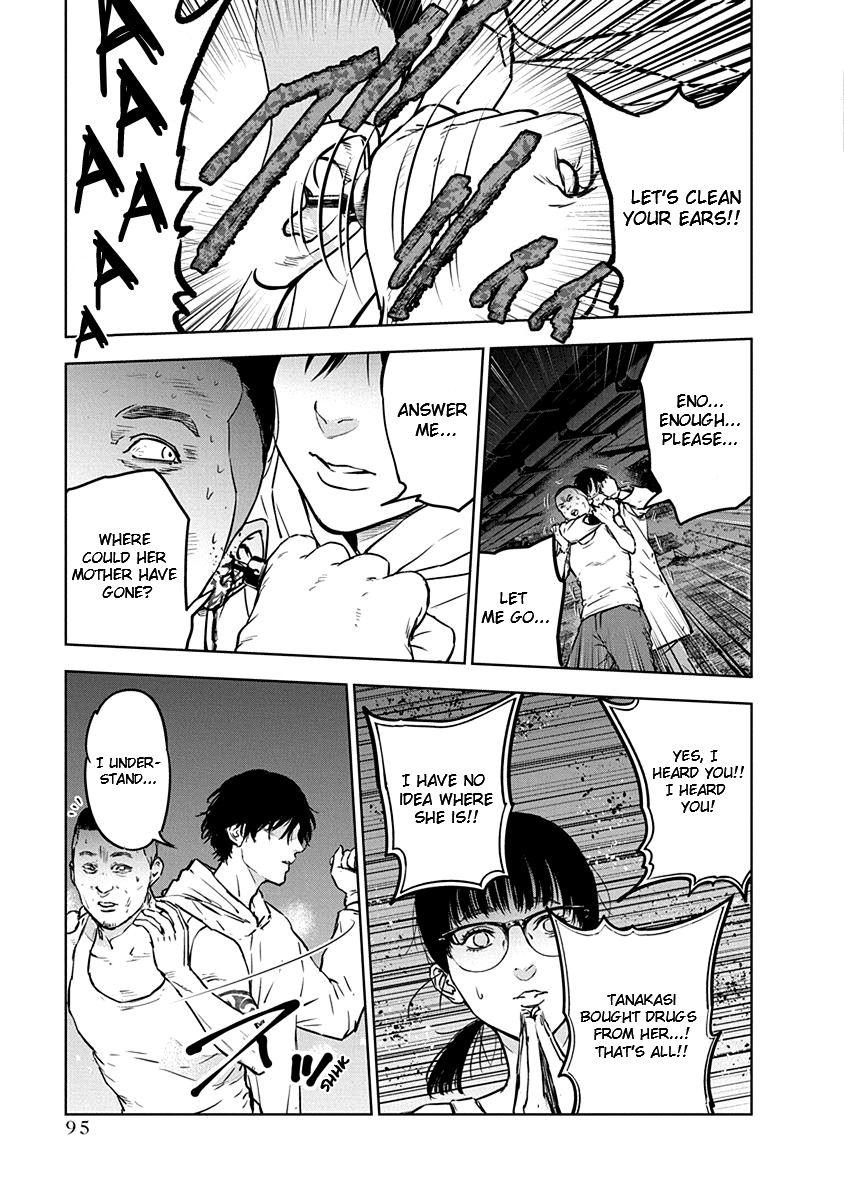 LET'S CLEAN
YOUR EARS!!
AAAAAAA
ENO...
ENOUGH...
PLEASE...
LET
ME GO...
ANSWER
ME...
WHERE
COULD HER
MOTHER HAVE
GONE?
YES, I
HEARD YOU!!
I HEARD
YOU!
I HAVE NO
IDEA WHERE
SHE IS!!
TANAKASI
BOUGHT DRUGS
FROM HER...!
THAT'S ALL!!
I UNDER-
STAND...
スッ
SHHK
95